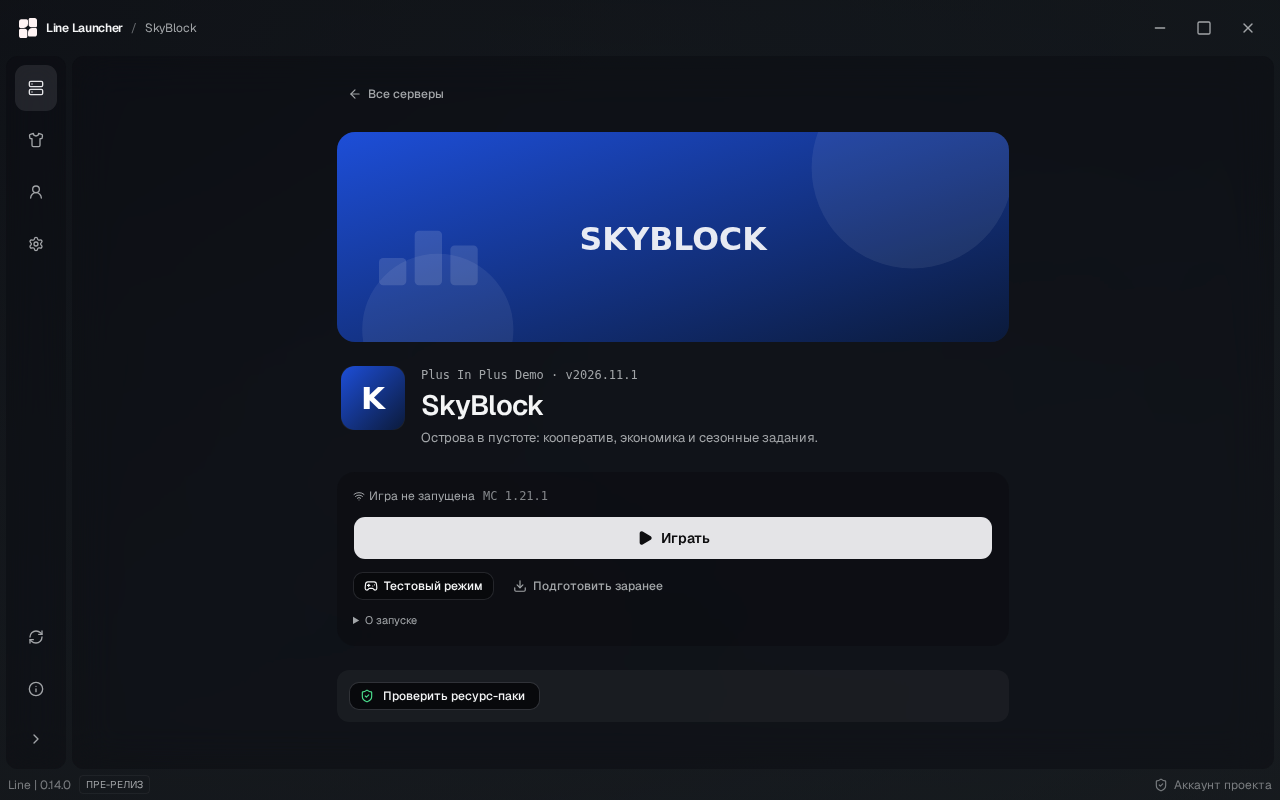 Line Launcher / SkyBlock
Все серверы
SKYBLOCK
K
Plus In Plus Demo · v2026.11.1
SkyBlock
Острова в пустоте: кооператив, экономика и сезонные задания.
Игра не запущена MC 1.21.1
Играть
Тестовый режим Подготовить заранее
О запуске
Проверить ресурс-паки
Line | 0.14.0 ПРЕ-РЕЛИЗ Аккаунт проекта